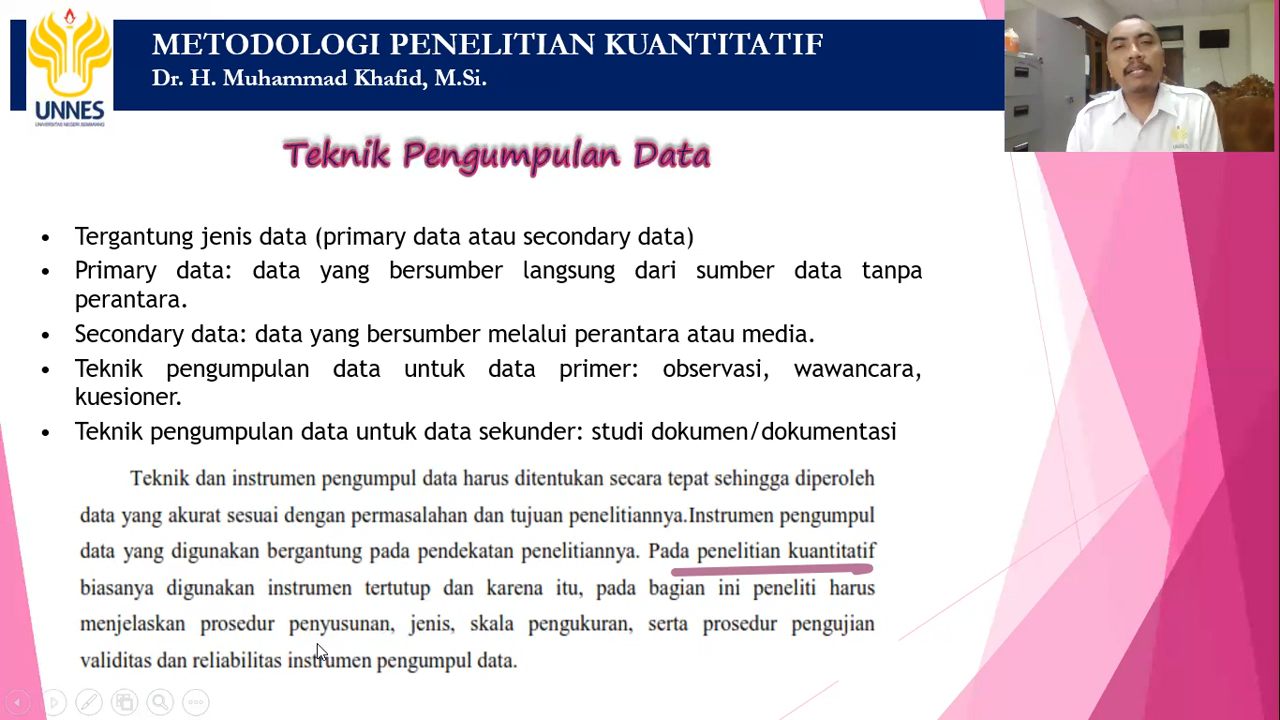 METODOLOGI PENELITIAN KUANTITATIF
Dr. H. Muhammad Khafid, M.Si.
UNNES
UNIVERSITAS NEGERI SEMARANG
Teknik Pengumpulan Data
• Tergantung jenis data (primary data atau secondary data)
• Primary data: data yang bersumber langsung dari sumber data tanpa
perantara.
• Secondary data: data yang bersumber melalui perantara atau media.
• Teknik pengumpulan data untuk data primer: observasi, wawancara,
kuesioner.
• Teknik pengumpulan data untuk data sekunder: studi dokumen/dokumentasi
Teknik dan instrumen pengumpul data harus ditentukan secara tepat sehingga diperoleh
data yang akurat sesuai dengan permasalahan dan tujuan penelitiannya.Instrumen pengumpul
data yang digunakan bergantung pada pendekatan penelitiannya. Pada penelitian kuantitatif
biasanya digunakan instrumen tertutup dan karena itu, pada bagian ini peneliti harus
menjelaskan prosedur penyusunan, jenis, skala pengukuran, serta prosedur pengujian
validitas dan reliabilitas instrumen pengumpul data.